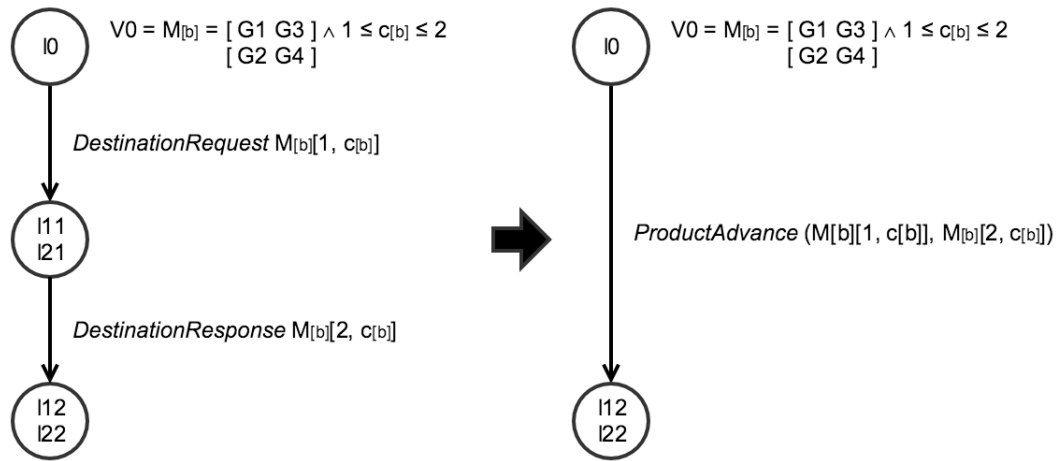 l0
V0 = M[b] = [ G1 G3 ] ∧ 1 ≤ c[b] ≤ 2
[ G2 G4 ]
DestinationRequest M[b][1, c[b]]
l11
l21
DestinationResponse M[b][2, c[b]]
l12
l22
l0
V0 = M[b] = [ G1 G3 ] ∧ 1 ≤ c[b] ≤ 2
[ G2 G4 ]
ProductAdvance (M[b][1, c[b]], M[b][2, c[b]])
l12
l22